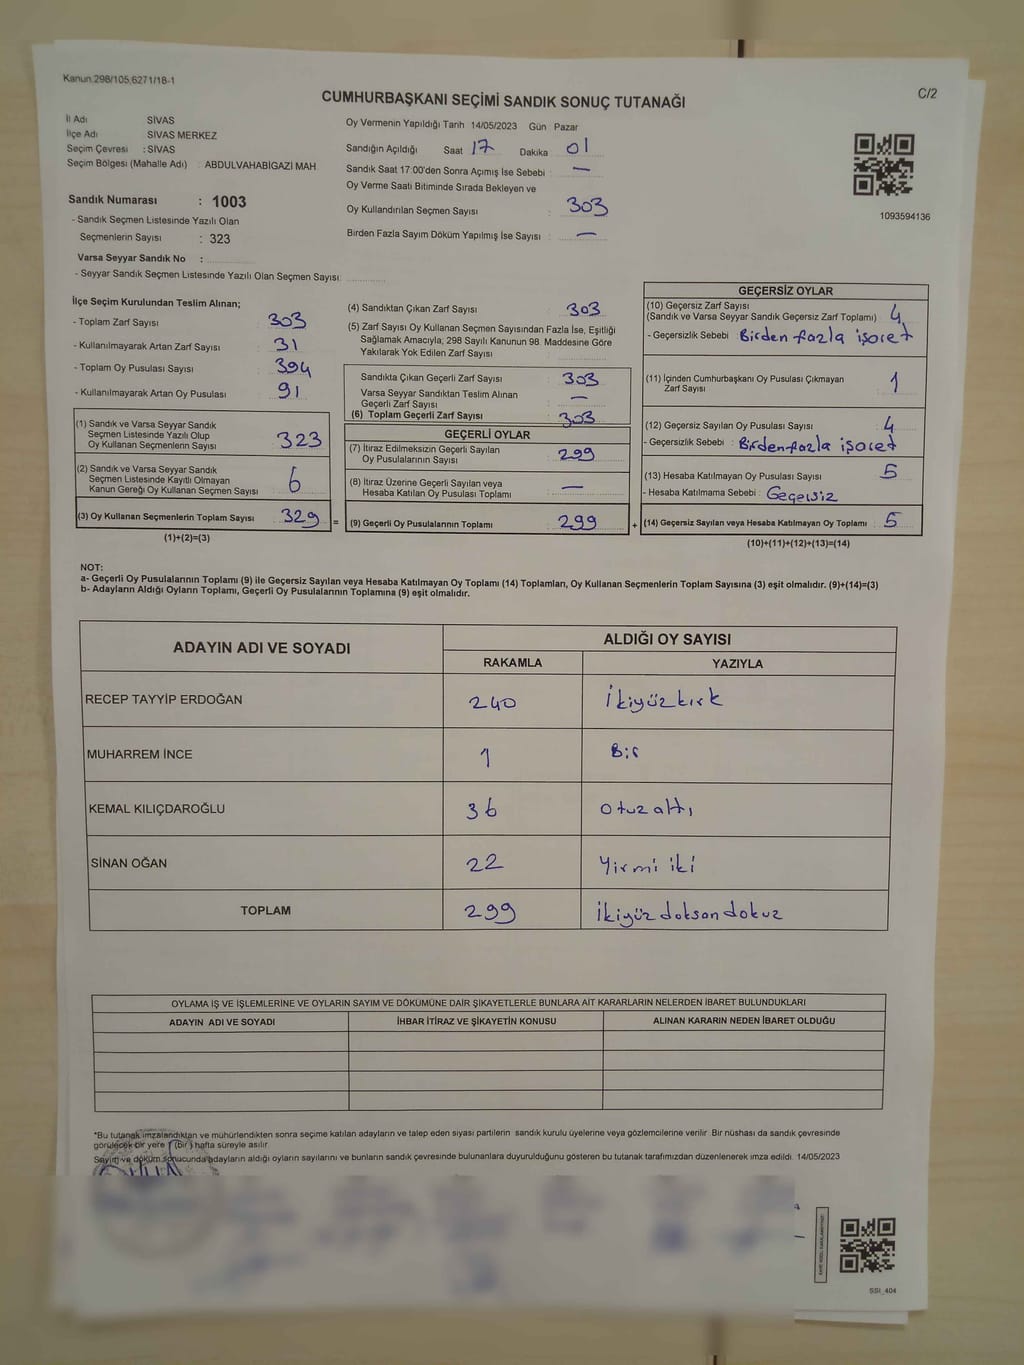 Kanun.298/105,6271/18-1
C/2
CUMHURBAŞKANI SEÇİMİ SANDIK SONUÇ TUTANAĞI
İl Adı SİVAS
İlçe Adı SİVAS MERKEZ
Seçim Çevresi : SİVAS
Seçim Bölgesi (Mahalle Adı) : ABDULVAHABİGAZİ MAH.
Sandık Numarası : 1003
- Sandık Seçmen Listesinde Yazılı Olan
Seçmenlerin Sayısı : 323
Varsa Seyyar Sandık No :
- Seyyar Sandık Seçmen Listesinde Yazılı Olan Seçmen Sayısı:
Oy Vermenin Yapıldığı Tarih 14/05/2023 Gün Pazar
Sandığın Açıldığı Saat 17 Dakika 01
Sandık Saat 17:00'den Sonra Açımış İse Sebebi : —
Oy Verme Saati Bitiminde Sırada Bekleyen ve
Oy Kullandırılan Seçmen Sayısı : 303
Birden Fazla Sayım Döküm Yapılmış İse Sayısı : —
1093594136
İlçe Seçim Kurulundan Teslim Alınan;
- Toplam Zarf Sayısı : 303
- Kullanılmayarak Artan Zarf Sayısı : 31
- Toplam Oy Pusulası Sayısı : 394
- Kullanılmayarak Artan Oy Pusulası : 91
(1) Sandık ve Varsa Seyyar Sandık
Seçmen Listesinde Yazılı Olup
Oy Kullanan Seçmenlerin Sayısı : 323
(2) Sandık ve Varsa Seyyar Sandık
Seçmen Listesinde Kayıtlı Olmayan
Kanun Gereği Oy Kullanan Seçmen Sayısı : 6
(3) Oy Kullanan Seçmenlerin Toplam Sayısı : 329
(1)+(2)=(3)
=
(4) Sandıktan Çıkan Zarf Sayısı : 303
(5) Zarf Sayısı Oy Kullanan Seçmen Sayısından Fazla İse, Eşitliği
Sağlamak Amacıyla; 298 Sayılı Kanunun 98. Maddesine Göre
Yakılarak Yok Edilen Zarf Sayısı :
Sandıkta Çıkan Geçerli Zarf Sayısı : 303
Varsa Seyyar Sandıktan Teslim Alınan
Geçerli Zarf Sayısı : —
(6) Toplam Geçerli Zarf Sayısı : 303
GEÇERLİ OYLAR
(7) İtiraz Edilmeksizin Geçerli Sayılan
Oy Pusulalarının Sayısı : 299
(8) İtiraz Üzerine Geçerli Sayılan veya
Hesaba Katılan Oy Pusulası Toplamı : —
(9) Geçerli Oy Pusulalarının Toplamı : 299
+
GEÇERSİZ OYLAR
(10) Geçersiz Zarf Sayısı
(Sandık ve Varsa Seyyar Sandık Geçersiz Zarf Toplamı) : 4
- Geçersizlik Sebebi : Birden fazla işaret
(11) İçinden Cumhurbaşkanı Oy Pusulası Çıkmayan
Zarf Sayısı : 1
(12) Geçersiz Sayılan Oy Pusulası Sayısı : 4
- Geçersizlik Sebebi : Birden fazla işaret
(13) Hesaba Katılmayan Oy Pusulası Sayısı : 5
- Hesaba Katılmama Sebebi : Geçersiz
(14) Geçersiz Sayılan veya Hesaba Katılmayan Oy Toplamı : 5
(10)+(11)+(12)+(13)=(14)
NOT:
a- Geçerli Oy Pusulalarının Toplamı (9) ile Geçersiz Sayılan veya Hesaba Katılmayan Oy Toplamı (14) Toplamları, Oy Kullanan Seçmenlerin Toplam Sayısına (3) eşit olmalıdır. (9)+(14)=(3)
b- Adayların Aldığı Oyların Toplamı, Geçerli Oy Pusulalarının Toplamına (9) eşit olmalıdır.
ADAYIN ADI VE SOYADI ALDIĞI OY SAYISI
RAKAMLA YAZIYLA
RECEP TAYYİP ERDOĞAN 240 İkiyüzkırk
MUHARREM İNCE 1 Bir
KEMAL KILIÇDAROĞLU 36 otuz altı
SİNAN OĞAN 22 Yirmi iki
TOPLAM 299 ikiyüz doksan dokuz
OYLAMA İŞ VE İŞLEMLERİNE VE OYLARIN SAYIM VE DÖKÜMÜNE DAİR ŞİKAYETLERLE BUNLARA AİT KARARLARIN NELERDEN İBARET BULUNDUKLARI
ADAYIN ADI VE SOYADI İHBAR İTİRAZ VE ŞİKAYETİN KONUSU ALINAN KARARIN NEDEN İBARET OLDUĞU
*Bu tutanak imzalandıktan ve mühürlendikten sonra seçime katılan adayların ve talep eden siyasi partilerin sandık kurulu üyelerine veya gözlemcilerine verilir. Bir nüshası da sandık çevresinde
görülecek bir yere 1 (bir) hafta süreyle asılır.
Sayım ve döküm sonucunda adayların aldığı oyların sayılarını ve bunların sandık çevresinde bulunanlara duyurulduğunu gösteren bu tutanak tarafımızdan düzenlenerek imza edildi. 14/05/2023
SSI_404